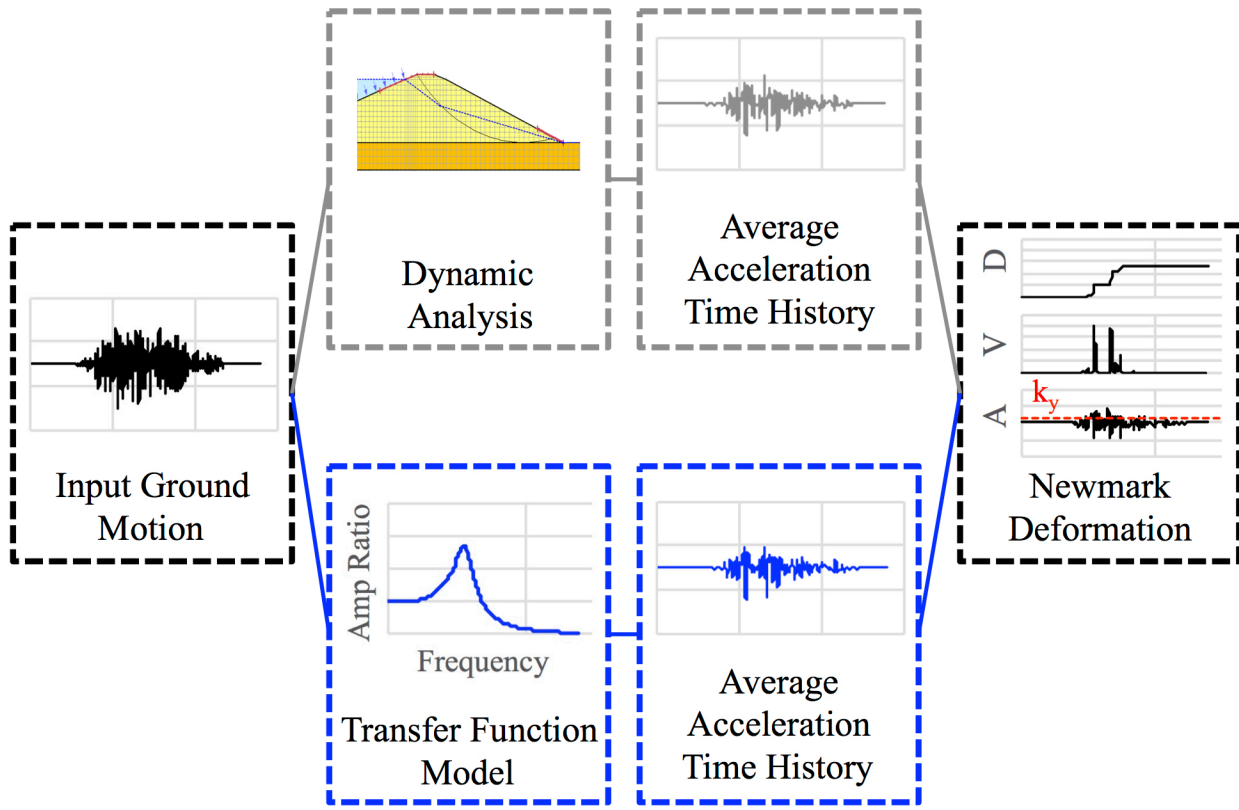 Input Ground
Motion
Dynamic
Analysis
Average
Acceleration
Time History
Amp Ratio
Frequency
Transfer Function
Model
Average
Acceleration
Time History
D
V
A
ky
Newmark
Deformation